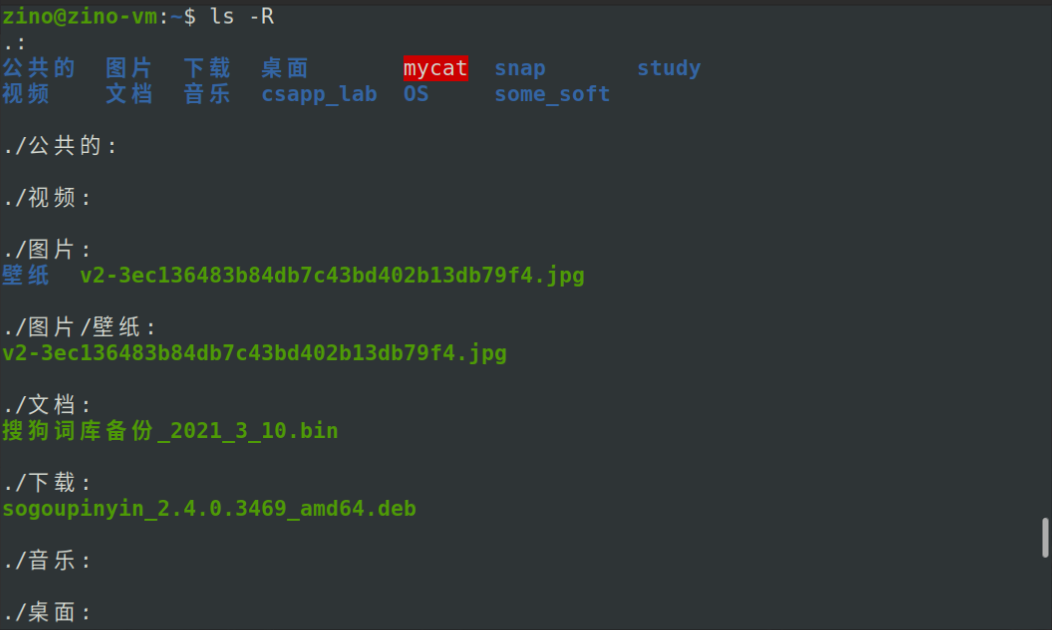 zino@zino-vm:~$ ls -R
.:
公共的 图片 下载 桌面 mycat snap study
视频 文档 音乐 csapp_lab OS some_soft
./公共的:
./视频:
./图片:
壁纸 v2-3ec136483b84db7c43bd402b13db79f4.jpg
./图片/壁纸:
v2-3ec136483b84db7c43bd402b13db79f4.jpg
./文档:
搜狗词库备份_2021_3_10.bin
./下载:
sogoupinyin_2.4.0.3469_amd64.deb
./音乐:
./桌面: